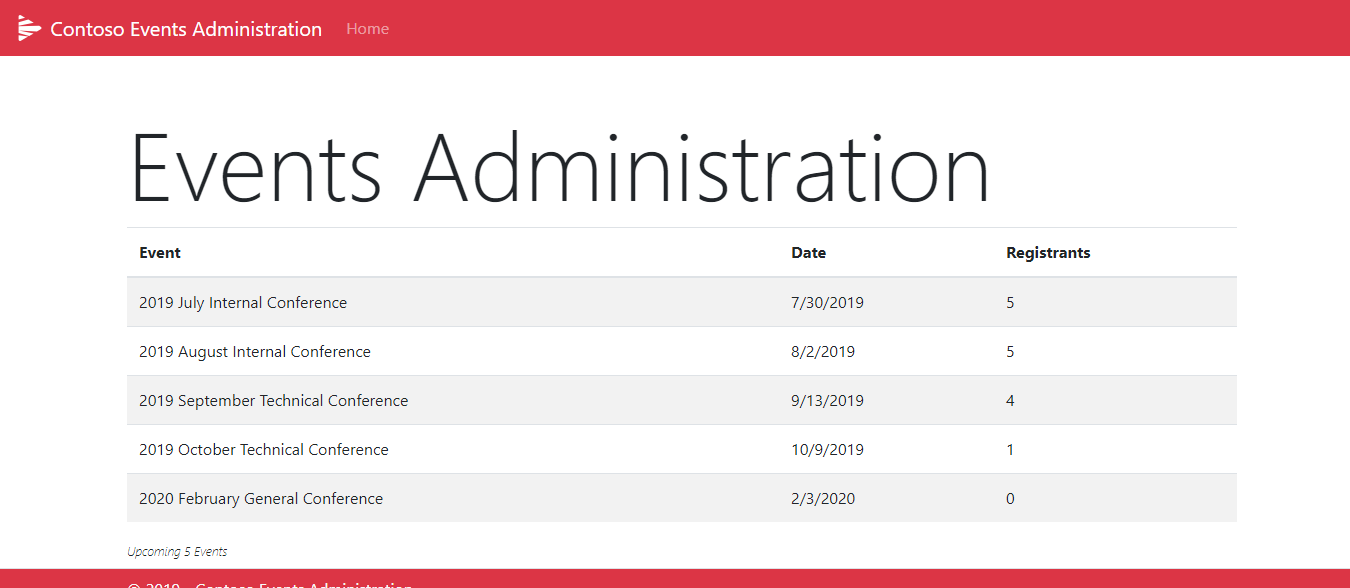 Contoso Events Administration Home
Events Administration
Event Date Registrants
2019 July Internal Conference 7/30/2019 5
2019 August Internal Conference 8/2/2019 5
2019 September Technical Conference 9/13/2019 4
2019 October Technical Conference 10/9/2019 1
2020 February General Conference 2/3/2020 0
Upcoming 5 Events
© 2019 - Contoso Events Administration